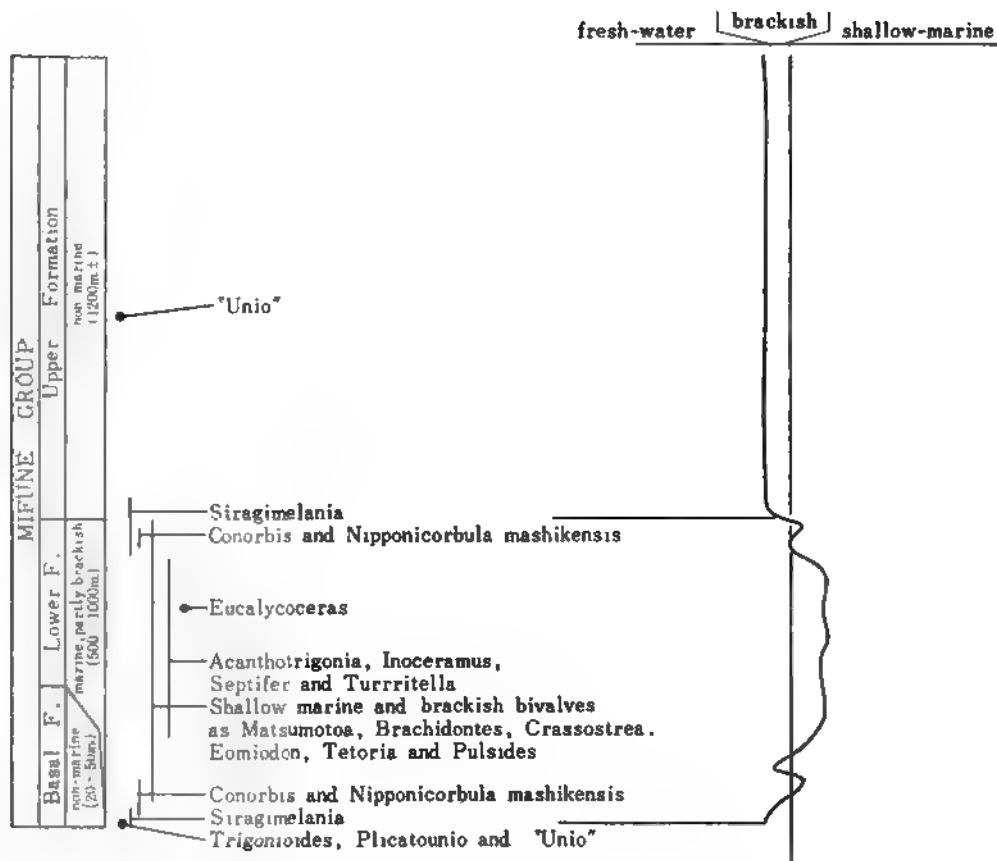 fresh-water
brackish
shallow-marine
MIFUNE GROUP
Upper Formation
non marine
(1200m ±)
"Unio"
Lower F.
marine, partly brackish
(500 1000m)
Basal F.
non-marine
(20 - 50m)
Siragimelania
Conorbis and Nipponicorbula mashikensis
Eucalycoceras
Acanthotrigonia, Inoceramus,
Septifer and Turrritella
Shallow marine and brackish bivalves
as Matsumotoa, Brachidontes, Crassostrea.
Eomiodon, Tetoria and Pulsides
Conorbis and Nipponicorbula mashikensis
Siragimelania
Trigonioides, Plicatounio and "Unio"